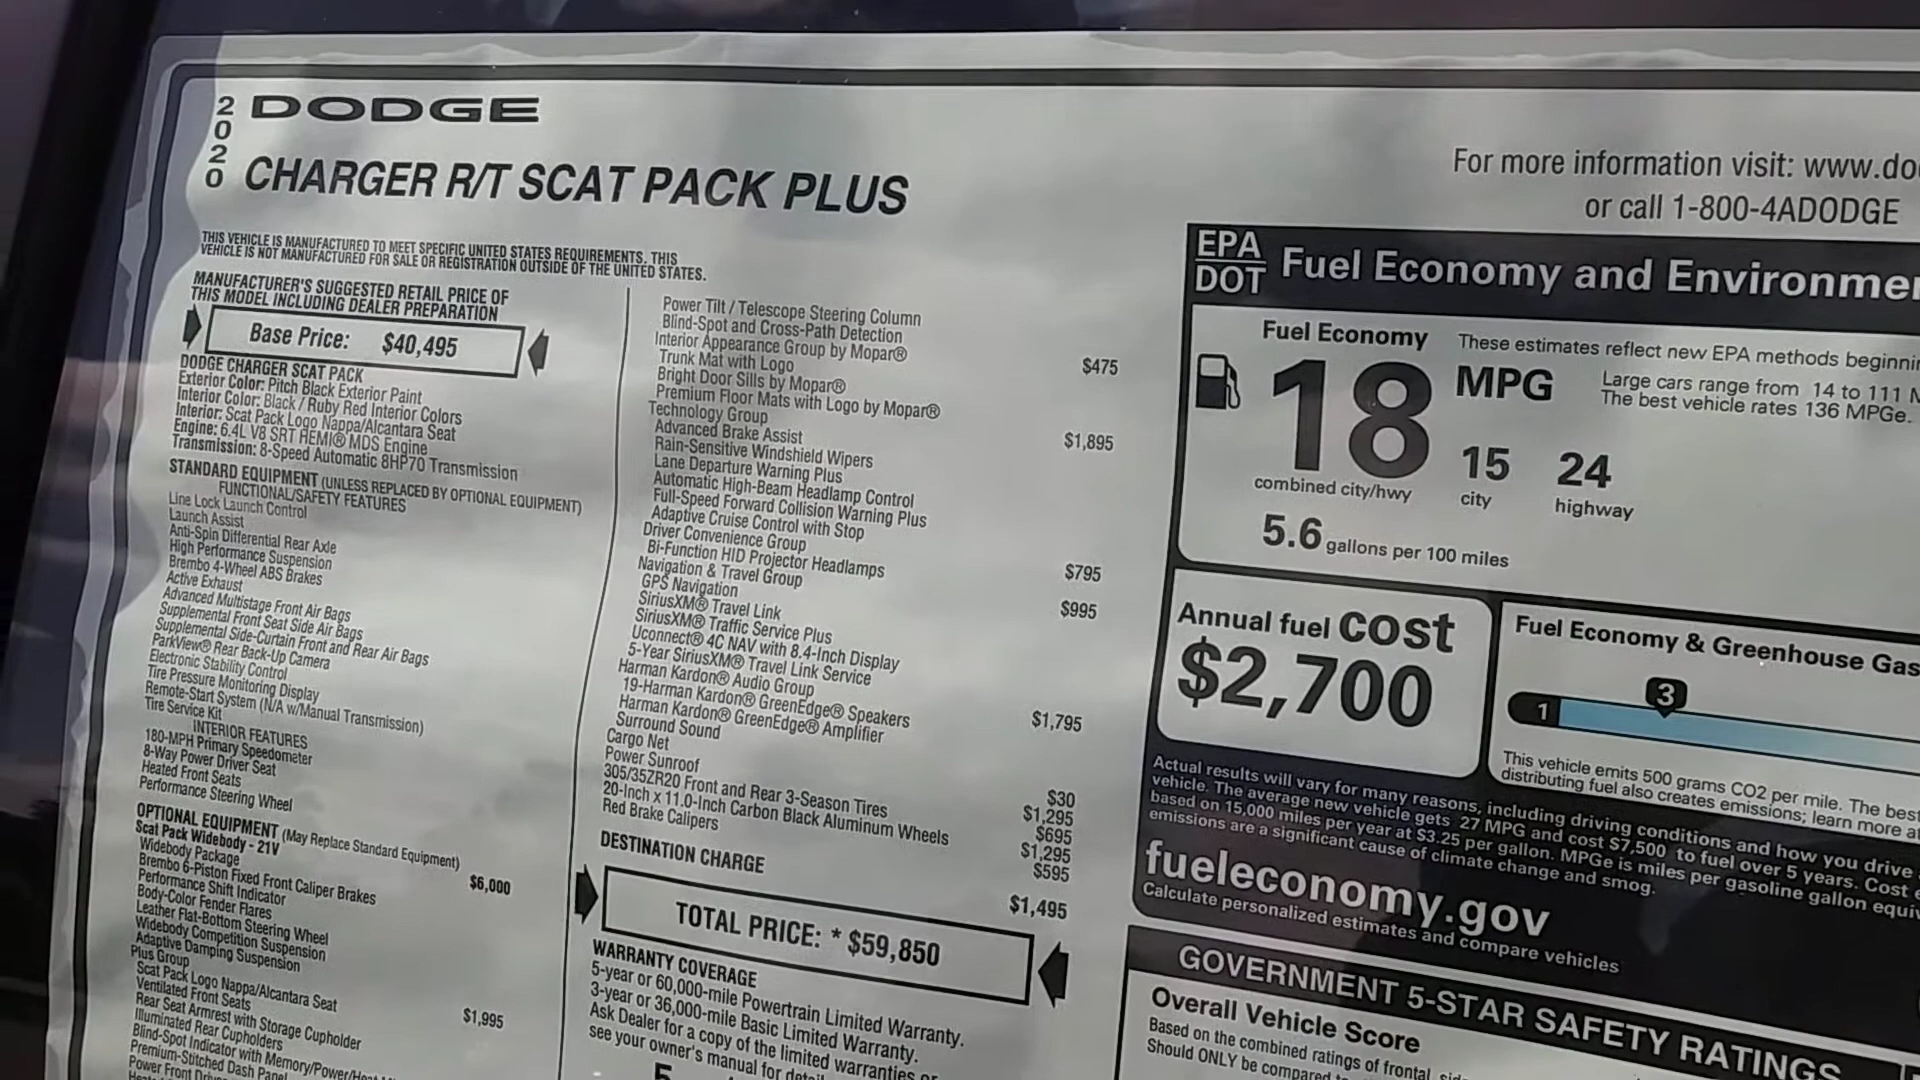 2020 DODGE
CHARGER R/T SCAT PACK PLUS
THIS VEHICLE IS MANUFACTURED TO MEET SPECIFIC UNITED STATES REQUIREMENTS. THIS
VEHICLE IS NOT MANUFACTURED FOR SALE OR REGISTRATION OUTSIDE OF THE UNITED STATES.
MANUFACTURER'S SUGGESTED RETAIL PRICE OF
THIS MODEL INCLUDING DEALER PREPARATION
Base Price: $40,495
DODGE CHARGER SCAT PACK
Exterior Color: Pitch Black Exterior Paint
Interior Color: Black / Ruby Red Interior Colors
Interior: Scat Pack Logo Nappa/Alcantara Seat
Engine: 6.4L V8 SRT HEMI® MDS Engine
Transmission: 8-Speed Automatic 8HP70 Transmission
STANDARD EQUIPMENT (UNLESS REPLACED BY OPTIONAL EQUIPMENT)
FUNCTIONAL/SAFETY FEATURES
Line Lock Launch Control
Launch Assist
Anti-Spin Differential Rear Axle
High Performance Suspension
Brembo 4-Wheel ABS Brakes
Active Exhaust
Advanced Multistage Front Air Bags
Supplemental Front Seat Side Air Bags
Supplemental Side-Curtain Front and Rear Air Bags
ParkView® Rear Back-Up Camera
Electronic Stability Control
Tire Pressure Monitoring Display
Remote-Start System (N/A w/Manual Transmission)
Tire Service Kit
INTERIOR FEATURES
180-MPH Primary Speedometer
8-Way Power Driver Seat
Heated Front Seats
Performance Steering Wheel
OPTIONAL EQUIPMENT (May Replace Standard Equipment)
Scat Pack Widebody - 21V $6,000
Widebody Package
Brembo 6-Piston Fixed Front Caliper Brakes
Performance Shift Indicator
Body-Color Fender Flares
Leather Flat-Bottom Steering Wheel
Widebody Competition Suspension
Adaptive Damping Suspension
Plus Group $1,995
Scat Pack Logo Nappa/Alcantara Seat
Ventilated Front Seats
Rear Seat Armrest with Storage Cupholder
Illuminated Rear Cupholders
Blind-Spot Indicator with Memory/Power/Heat
Premium-Stitched Dash Panel
Power Front
Power Tilt / Telescope Steering Column
Blind-Spot and Cross-Path Detection
Interior Appearance Group by Mopar® $475
Trunk Mat with Logo
Bright Door Sills by Mopar®
Premium Floor Mats with Logo by Mopar®
Technology Group $1,895
Advanced Brake Assist
Rain-Sensitive Windshield Wipers
Lane Departure Warning Plus
Automatic High-Beam Headlamp Control
Full-Speed Forward Collision Warning Plus
Adaptive Cruise Control with Stop
Driver Convenience Group $795
Bi-Function HID Projector Headlamps
Navigation & Travel Group $995
GPS Navigation
SiriusXM® Travel Link
SiriusXM® Traffic Service Plus
Uconnect® 4C NAV with 8.4-Inch Display
5-Year SiriusXM® Travel Link Service
Harman Kardon® Audio Group $1,795
19-Harman Kardon® GreenEdge® Speakers
Harman Kardon® GreenEdge® Amplifier
Surround Sound
Cargo Net $30
Power Sunroof $1,295
305/35ZR20 Front and Rear 3-Season Tires $695
20-Inch x 11.0-Inch Carbon Black Aluminum Wheels $1,295
Red Brake Calipers $595
DESTINATION CHARGE $1,495
TOTAL PRICE: * $59,850
WARRANTY COVERAGE
5-year or 60,000-mile Powertrain Limited Warranty.
3-year or 36,000-mile Basic Limited Warranty.
Ask Dealer for a copy of the limited warranties or
see your owner's manual for
For more information visit: www.do
or call 1-800-4ADODGE
EPA
DOT Fuel Economy and Environme
Fuel Economy
18 MPG
combined city/hwy
15 city
24 highway
5.6 gallons per 100 miles
These estimates reflect new EPA methods beginni
Large cars range from 14 to 111 M
The best vehicle rates 136 MPGe.
Annual fuel cost
$2,700
Fuel Economy & Greenhouse Gas
1 3
This vehicle emits 500 grams CO2 per mile. The best
distributing fuel also creates emissions; learn more at
Actual results will vary for many reasons, including driving conditions and how you drive
vehicle. The average new vehicle gets 27 MPG and cost $7,500 to fuel over 5 years. Cost e
based on 15,000 miles per year at $3.25 per gallon. MPGe is miles per gasoline gallon equiv
emissions are a significant cause of climate change and smog.
fueleconomy.gov
Calculate personalized estimates and compare vehicles
GOVERNMENT 5-STAR SAFETY RATINGS
Overall Vehicle Score
Based on the combined ratings of frontal, side
Should ONLY be compared